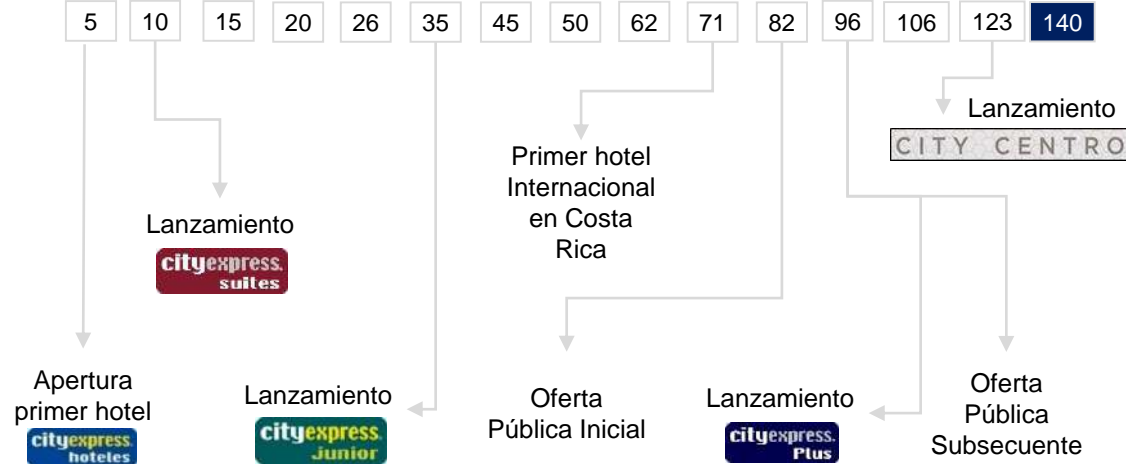 5 10 15 20 26 35 45 50 62 71 82 96 106 123 140
Lanzamiento
CITY CENTRO
Primer hotel
Internacional
en Costa
Rica
Lanzamiento
cityexpress.
suites
Apertura
primer hotel
cityexpress.
hoteles
Lanzamiento
cityexpress.
Junior
Oferta
Pública Inicial
Lanzamiento
cityexpress.
Plus
Oferta
Pública
Subsecuente